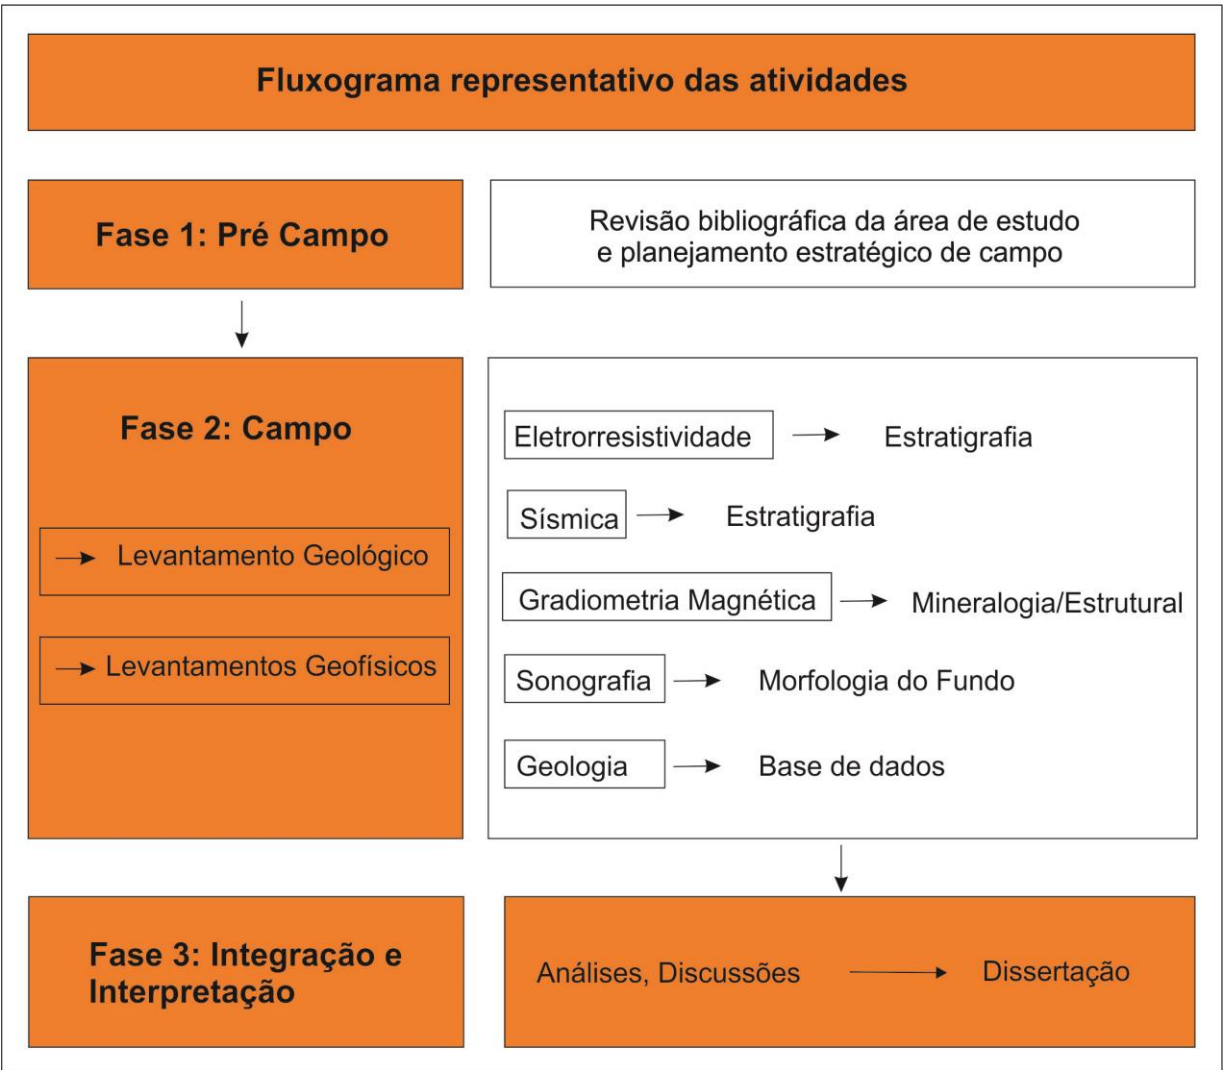 Fluxograma representativo das atividades
Fase 1: Pré Campo
Revisão bibliográfica da área de estudo
e planejamento estratégico de campo
Fase 2: Campo
Levantamento Geológico
Levantamentos Geofísicos
Eletrorresistividade → Estratigrafia
Sísmica → Estratigrafia
Gradiometria Magnética → Mineralogia/Estrutural
Sonografia → Morfologia do Fundo
Geologia → Base de dados
Fase 3: Integração e
Interpretação
Análises, Discussões → Dissertação